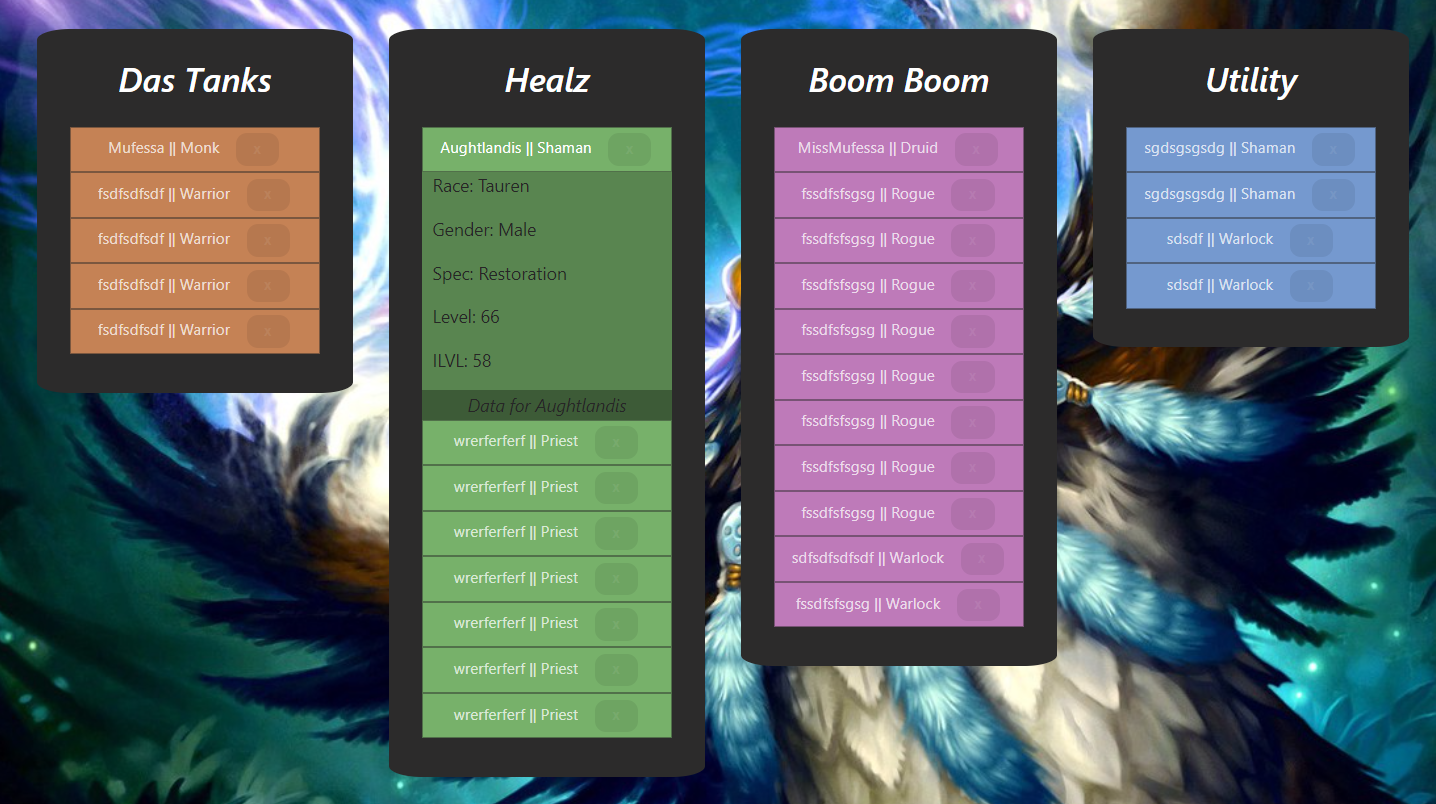 Das Tanks
Mufessa || Monk x
fsdfsdfsdf || Warrior x
fsdfsdfsdf || Warrior x
fsdfsdfsdf || Warrior x
fsdfsdfsdf || Warrior x
Healz
Aughtlandis || Shaman x
Race: Tauren
Gender: Male
Spec: Restoration
Level: 66
ILVL: 58
Data for Aughtlandis
wrerferferf || Priest x
wrerferferf || Priest x
wrerferferf || Priest x
wrerferferf || Priest x
wrerferferf || Priest x
wrerferferf || Priest x
wrerferferf || Priest x
Boom Boom
MissMufessa || Druid x
fssdfsfsgsg || Rogue x
fssdfsfsgsg || Rogue x
fssdfsfsgsg || Rogue x
fssdfsfsgsg || Rogue x
fssdfsfsgsg || Rogue x
fssdfsfsgsg || Rogue x
fssdfsfsgsg || Rogue x
fssdfsfsgsg || Rogue x
sdfsdfsdfsdf || Warlock x
fssdfsfsgsg || Warlock x
Utility
sgdsgsgsdg || Shaman x
sgdsgsgsdg || Shaman x
sdsdf || Warlock x
sdsdf || Warlock x